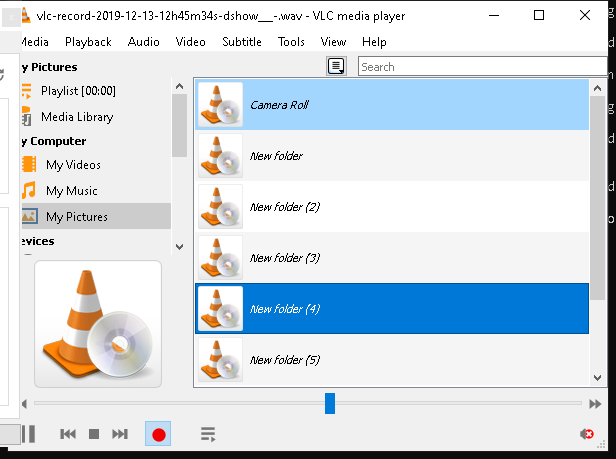 vlc-record-2019-12-13-12h45m34s-dshow___-.wav - VLC media player
Media Playback Audio Video Subtitle Tools View Help
y Pictures
Search
Playlist [00:00]
Media Library
y Computer
My Videos
My Music
My Pictures
evices
Camera Roll
New folder
New folder (2)
New folder (3)
New folder (4)
New folder (5)